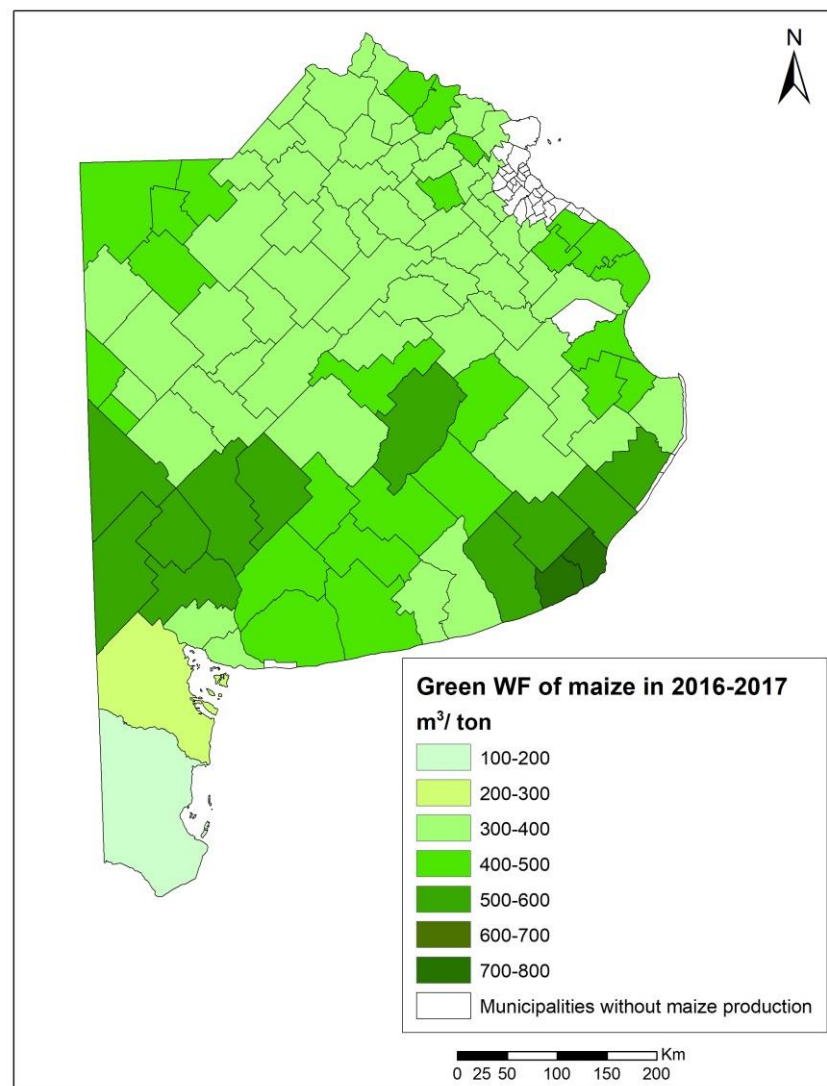 N
Green WF of maize in 2016-2017
m³/ ton
100-200
200-300
300-400
400-500
500-600
600-700
700-800
Municipalities without maize production
Km
0 25 50 100 150 200